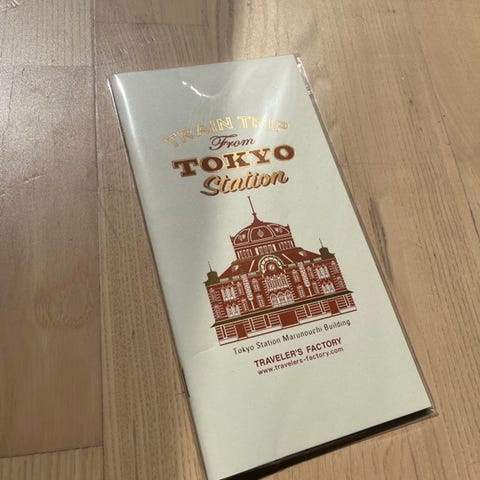 TRAIN TRIP
From
TOKYO
Station
Tokyo Station Marunouchi Building
TRAVELER'S FACTORY
www.travelers-factory.com